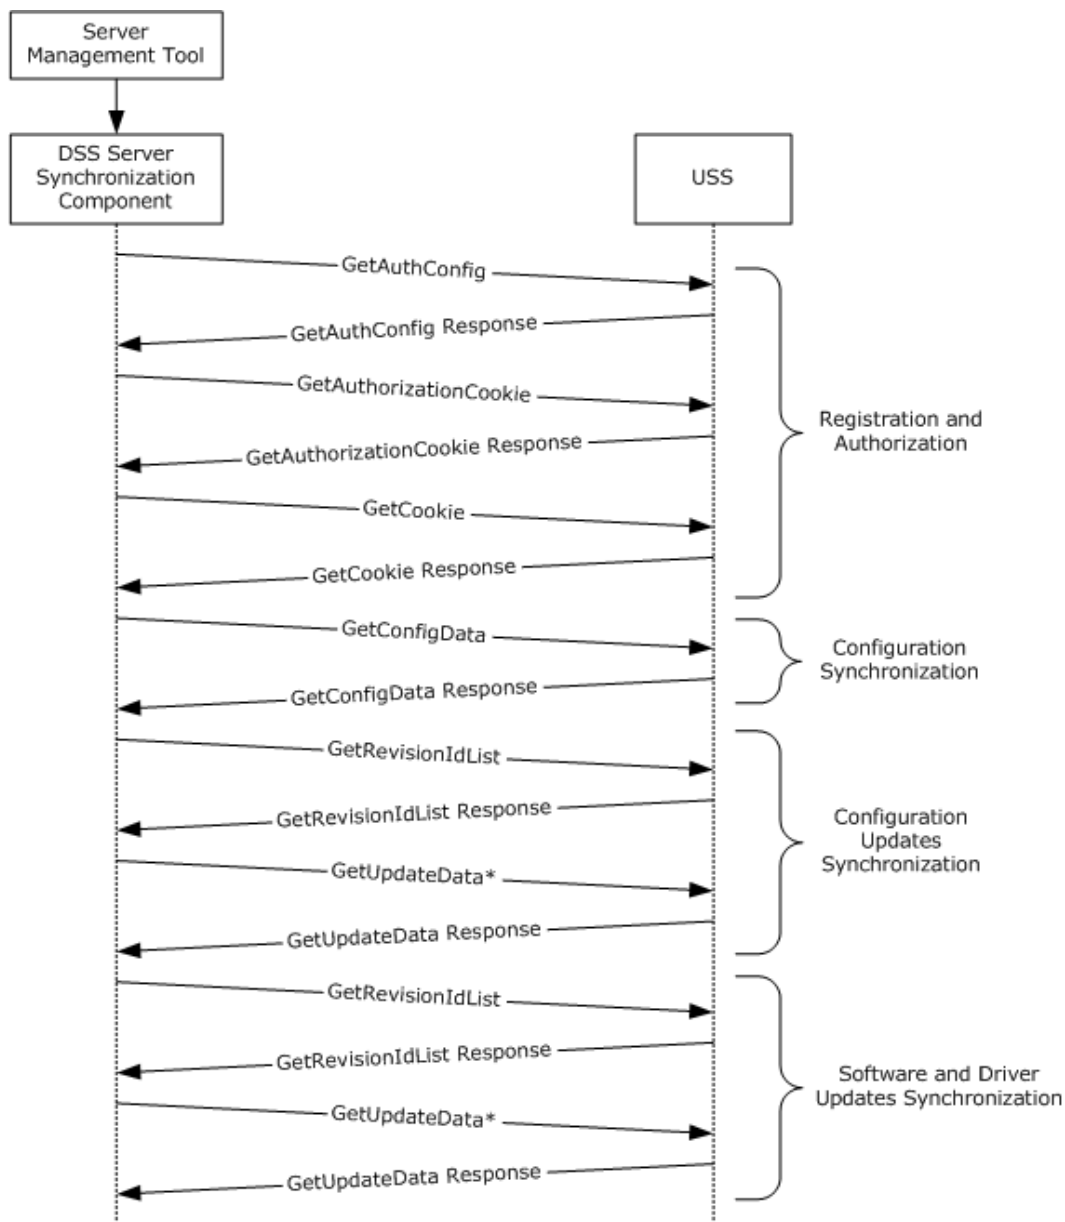 Server
Management Tool
DSS Server
Synchronization
Component
USS
GetAuthConfig
GetAuthConfig Response
GetAuthorizationCookie
GetAuthorizationCookie Response
GetCookie
GetCookie Response
Registration and
Authorization
GetConfigData
GetConfigData Response
Configuration
Synchronization
GetRevisionIdList
GetRevisionIdList Response
GetUpdateData*
GetUpdateData Response
Configuration
Updates
Synchronization
GetRevisionIdList
GetRevisionIdList Response
GetUpdateData*
GetUpdateData Response
Software and Driver
Updates Synchronization